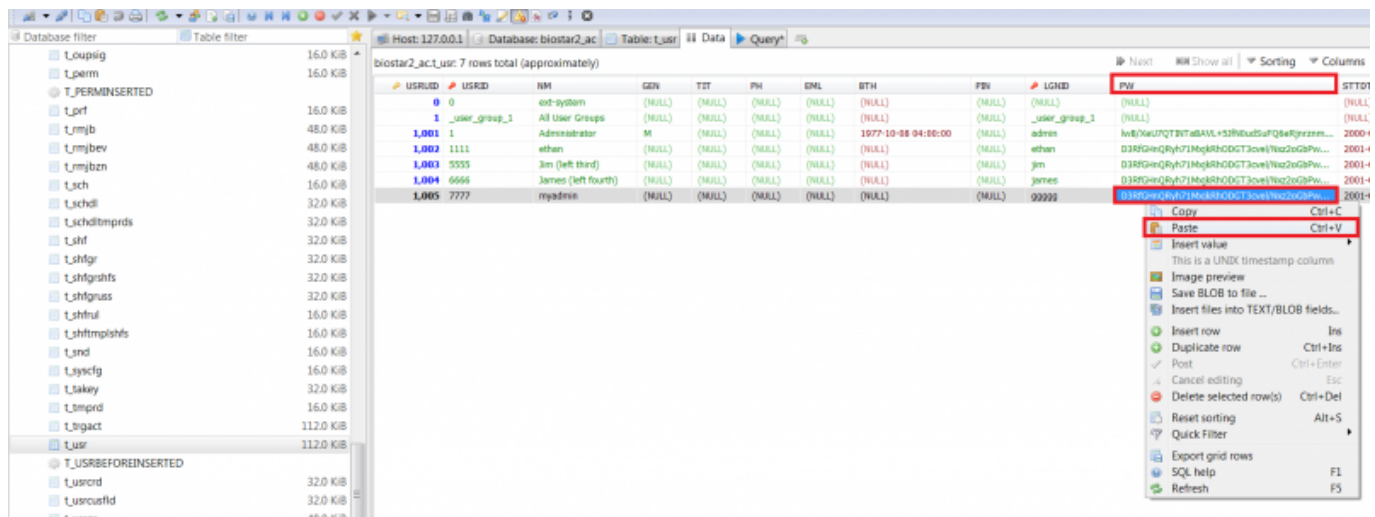 Database filter Table filter
Host: 127.0.0.1 Database: biostar2_ac Table: t_usr Data Query*
biostar2_ac.t_usr: 7 rows total (approximately) Next Show all Sorting Columns
USRUID USRID NM GEN TIT PH EML BTH PIN LGNID PW STTDT
0 0 ext-system (NULL) (NULL) (NULL) (NULL) (NULL) (NULL) (NULL) (NULL) (NULL)
1 _user_group_1 All User Groups (NULL) (NULL) (NULL) (NULL) (NULL) (NULL) _user_group_1 (NULL) (NULL)
1,001 1 Administrator M (NULL) (NULL) (NULL) 1977-10-08 04:00:00 (NULL) admin
1,002 1111 ethan (NULL) (NULL) (NULL) (NULL) (NULL) (NULL) ethan
1,003 5555 Jim (left third) (NULL) (NULL) (NULL) (NULL) (NULL) (NULL) jim
1,004 6666 James (left fourth) (NULL) (NULL) (NULL) (NULL) (NULL) (NULL) james
1,005 7777 myadmin (NULL) (NULL) (NULL) (NULL) (NULL) (NULL) ggggg
Copy Ctrl+C
Paste Ctrl+V
Insert value
This is a UNIX timestamp column
Image preview
Save BLOB to file ...
Insert files into TEXT/BLOB fields...
Insert row Ins
Duplicate row Ctrl+Ins
Post Ctrl+Enter
Cancel editing Esc
Delete selected row(s) Ctrl+Del
Reset sorting Alt+S
Quick Filter
Export grid rows
SQL help F1
Refresh F5
t_oupsig 16.0 KiB
t_perm 16.0 KiB
T_PERMINSERTED
t_prf 16.0 KiB
t_rmjb 48.0 KiB
t_rmjbev 48.0 KiB
t_rmjbzn 48.0 KiB
t_sch 16.0 KiB
t_schdl 32.0 KiB
t_schdltmprds 32.0 KiB
t_shf 32.0 KiB
t_shfgr 32.0 KiB
t_shfgrshfs 32.0 KiB
t_shfgruss 32.0 KiB
t_shfrul 16.0 KiB
t_shftmplshfs 16.0 KiB
t_snd 16.0 KiB
t_syscfg 16.0 KiB
t_takey 32.0 KiB
t_tmprd 16.0 KiB
t_trgact 112.0 KiB
t_usr 112.0 KiB
T_USRBEFOREINSERTED
t_usrcrd 32.0 KiB
t_usrcusfld 32.0 KiB